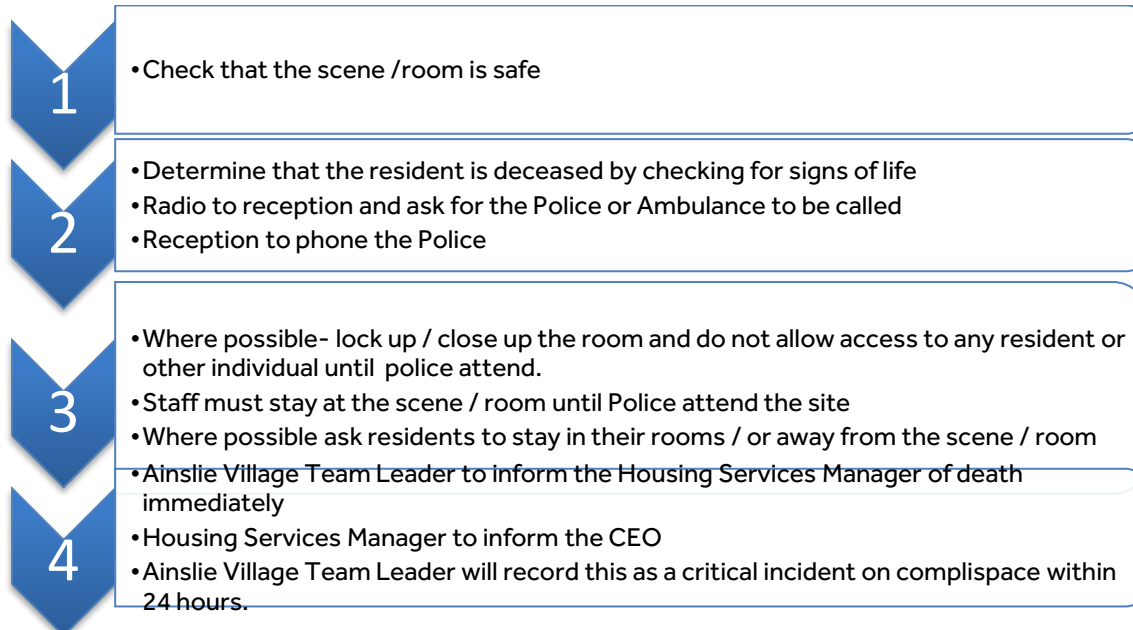 1
•Check that the scene /room is safe
2
•Determine that the resident is deceased by checking for signs of life
•Radio to reception and ask for the Police or Ambulance to be called
•Reception to phone the Police
3
•Where possible- lock up / close up the room and do not allow access to any resident or
other individual until police attend.
•Staff must stay at the scene / room until Police attend the site
•Where possible ask residents to stay in their rooms / or away from the scene / room
4
•Ainslie Village Team Leader to inform the Housing Services Manager of death
immediately
•Housing Services Manager to inform the CEO
•Ainslie Village Team Leader will record this as a critical incident on complispace within
24 hours.